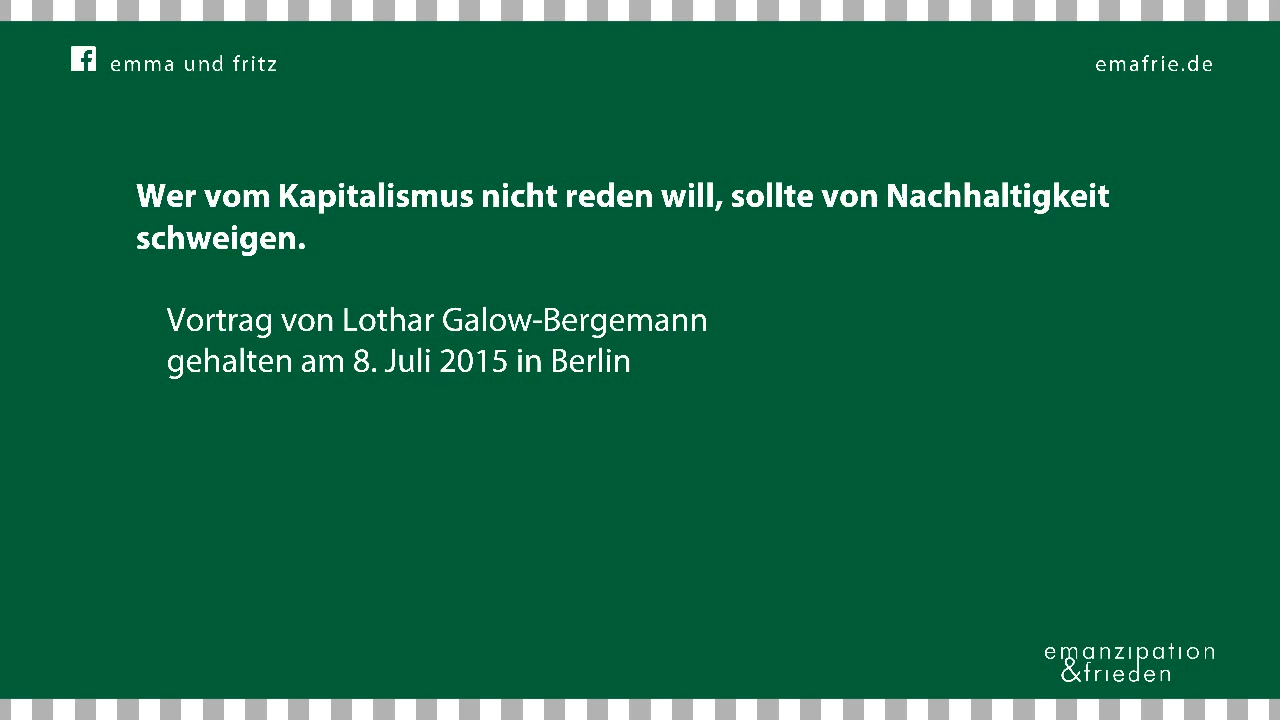 emma und fritz
emafrie.de
Wer vom Kapitalismus nicht reden will, sollte von Nachhaltigkeit
schweigen.
Vortrag von Lothar Galow-Bergemann
gehalten am 8. Juli 2015 in Berlin
emanzipation
&frieden